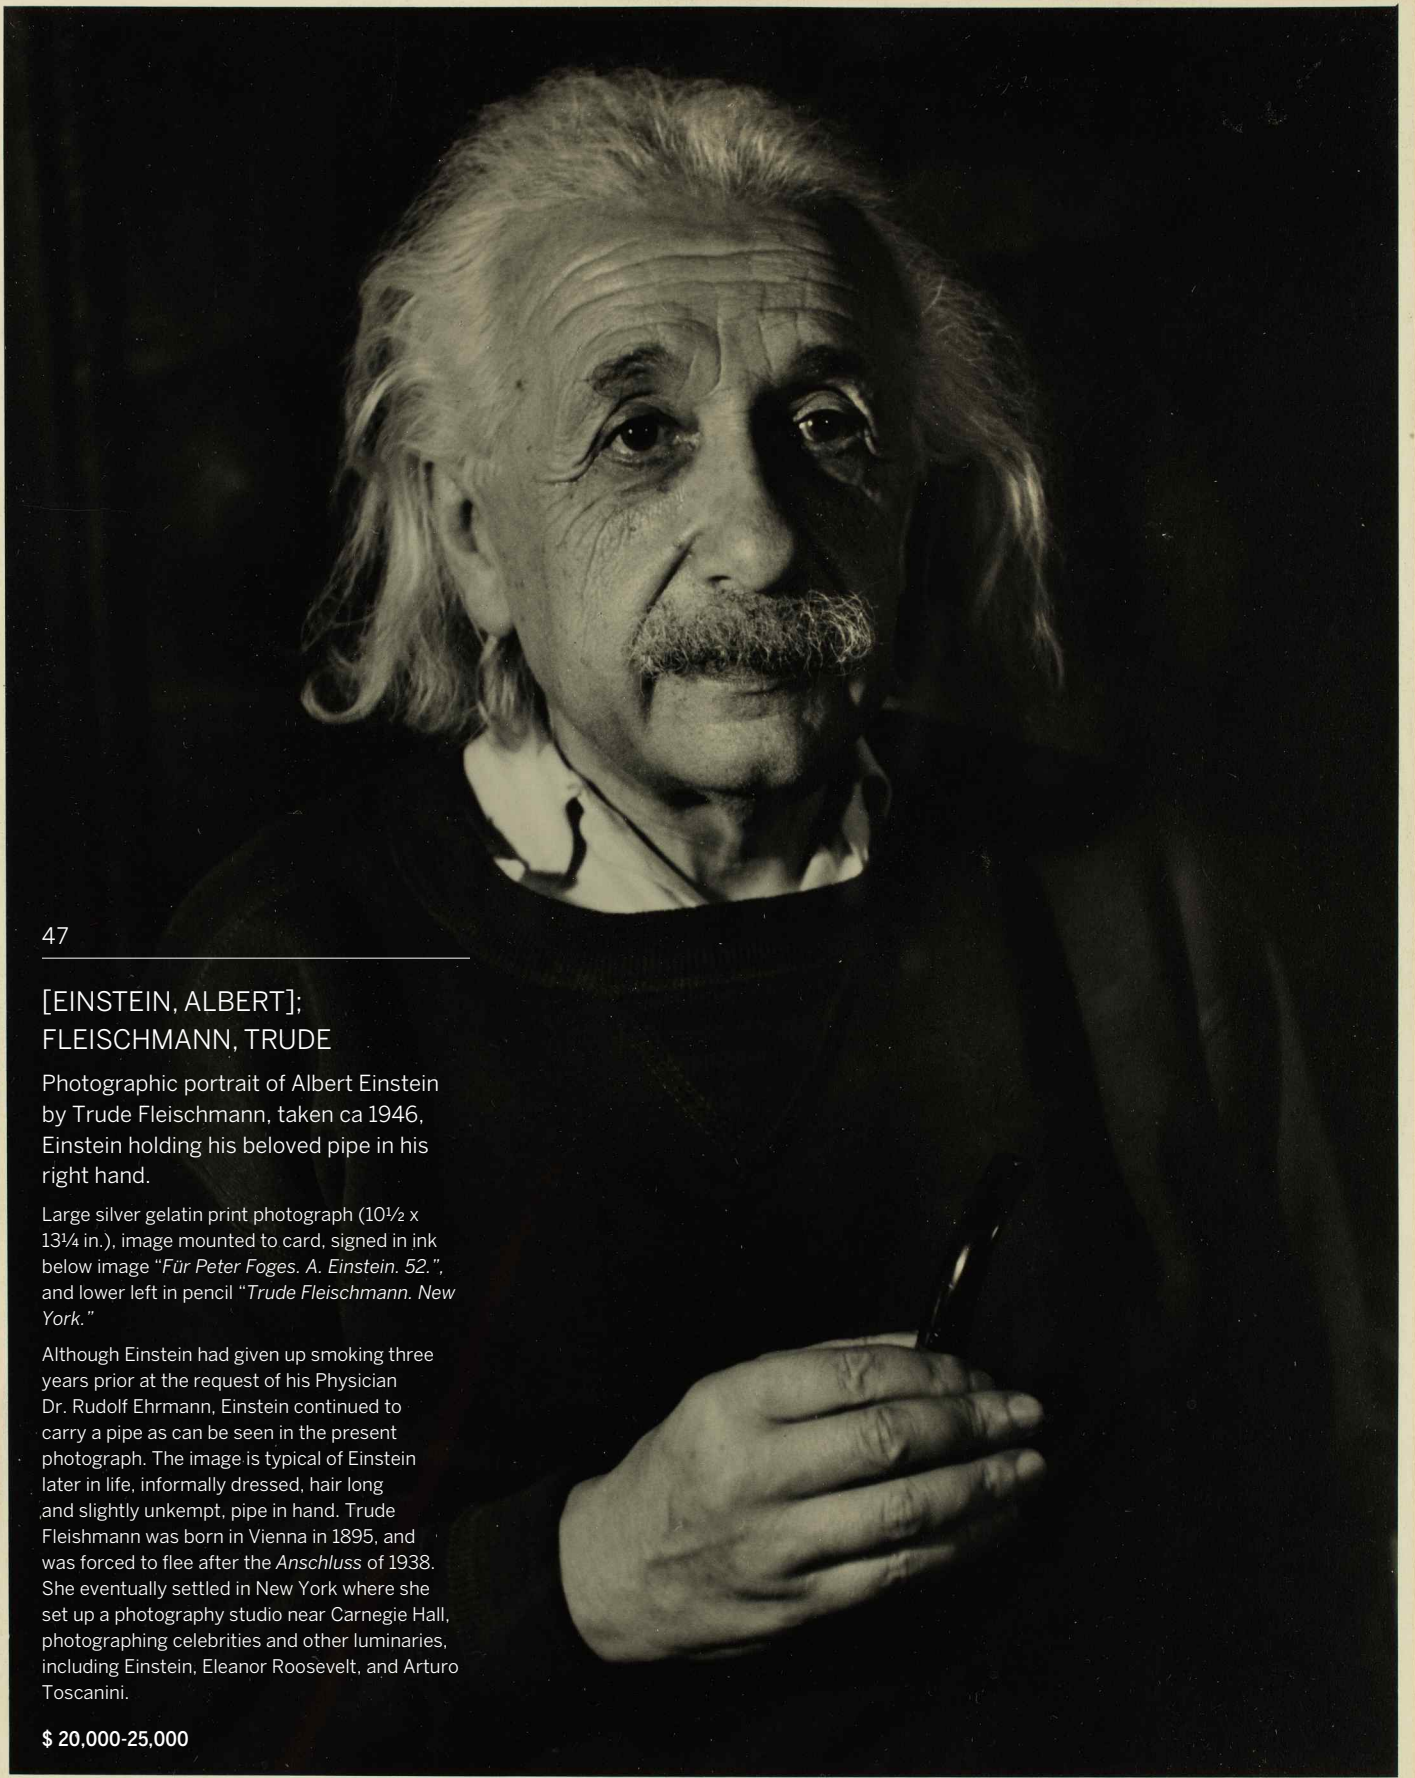 47
[EINSTEIN, ALBERT];
FLEISCHMANN, TRUDE
Photographic portrait of Albert Einstein
by Trude Fleischmann, taken ca 1946,
Einstein holding his beloved pipe in his
right hand.
Large silver gelatin print photograph (10½ x
13¼ in.), image mounted to card, signed in ink
below image “Für Peter Foges. A. Einstein. 52.”,
and lower left in pencil “Trude Fleischmann. New
York.”
Although Einstein had given up smoking three
years prior at the request of his Physician
Dr. Rudolf Ehrmann, Einstein continued to
carry a pipe as can be seen in the present
photograph. The image is typical of Einstein
later in life, informally dressed, hair long
and slightly unkempt, pipe in hand. Trude
Fleishmann was born in Vienna in 1895, and
was forced to flee after the Anschluss of 1938.
She eventually settled in New York where she
set up a photography studio near Carnegie Hall,
photographing celebrities and other luminaries,
including Einstein, Eleanor Roosevelt, and Arturo
Toscanini.
$ 20,000-25,000